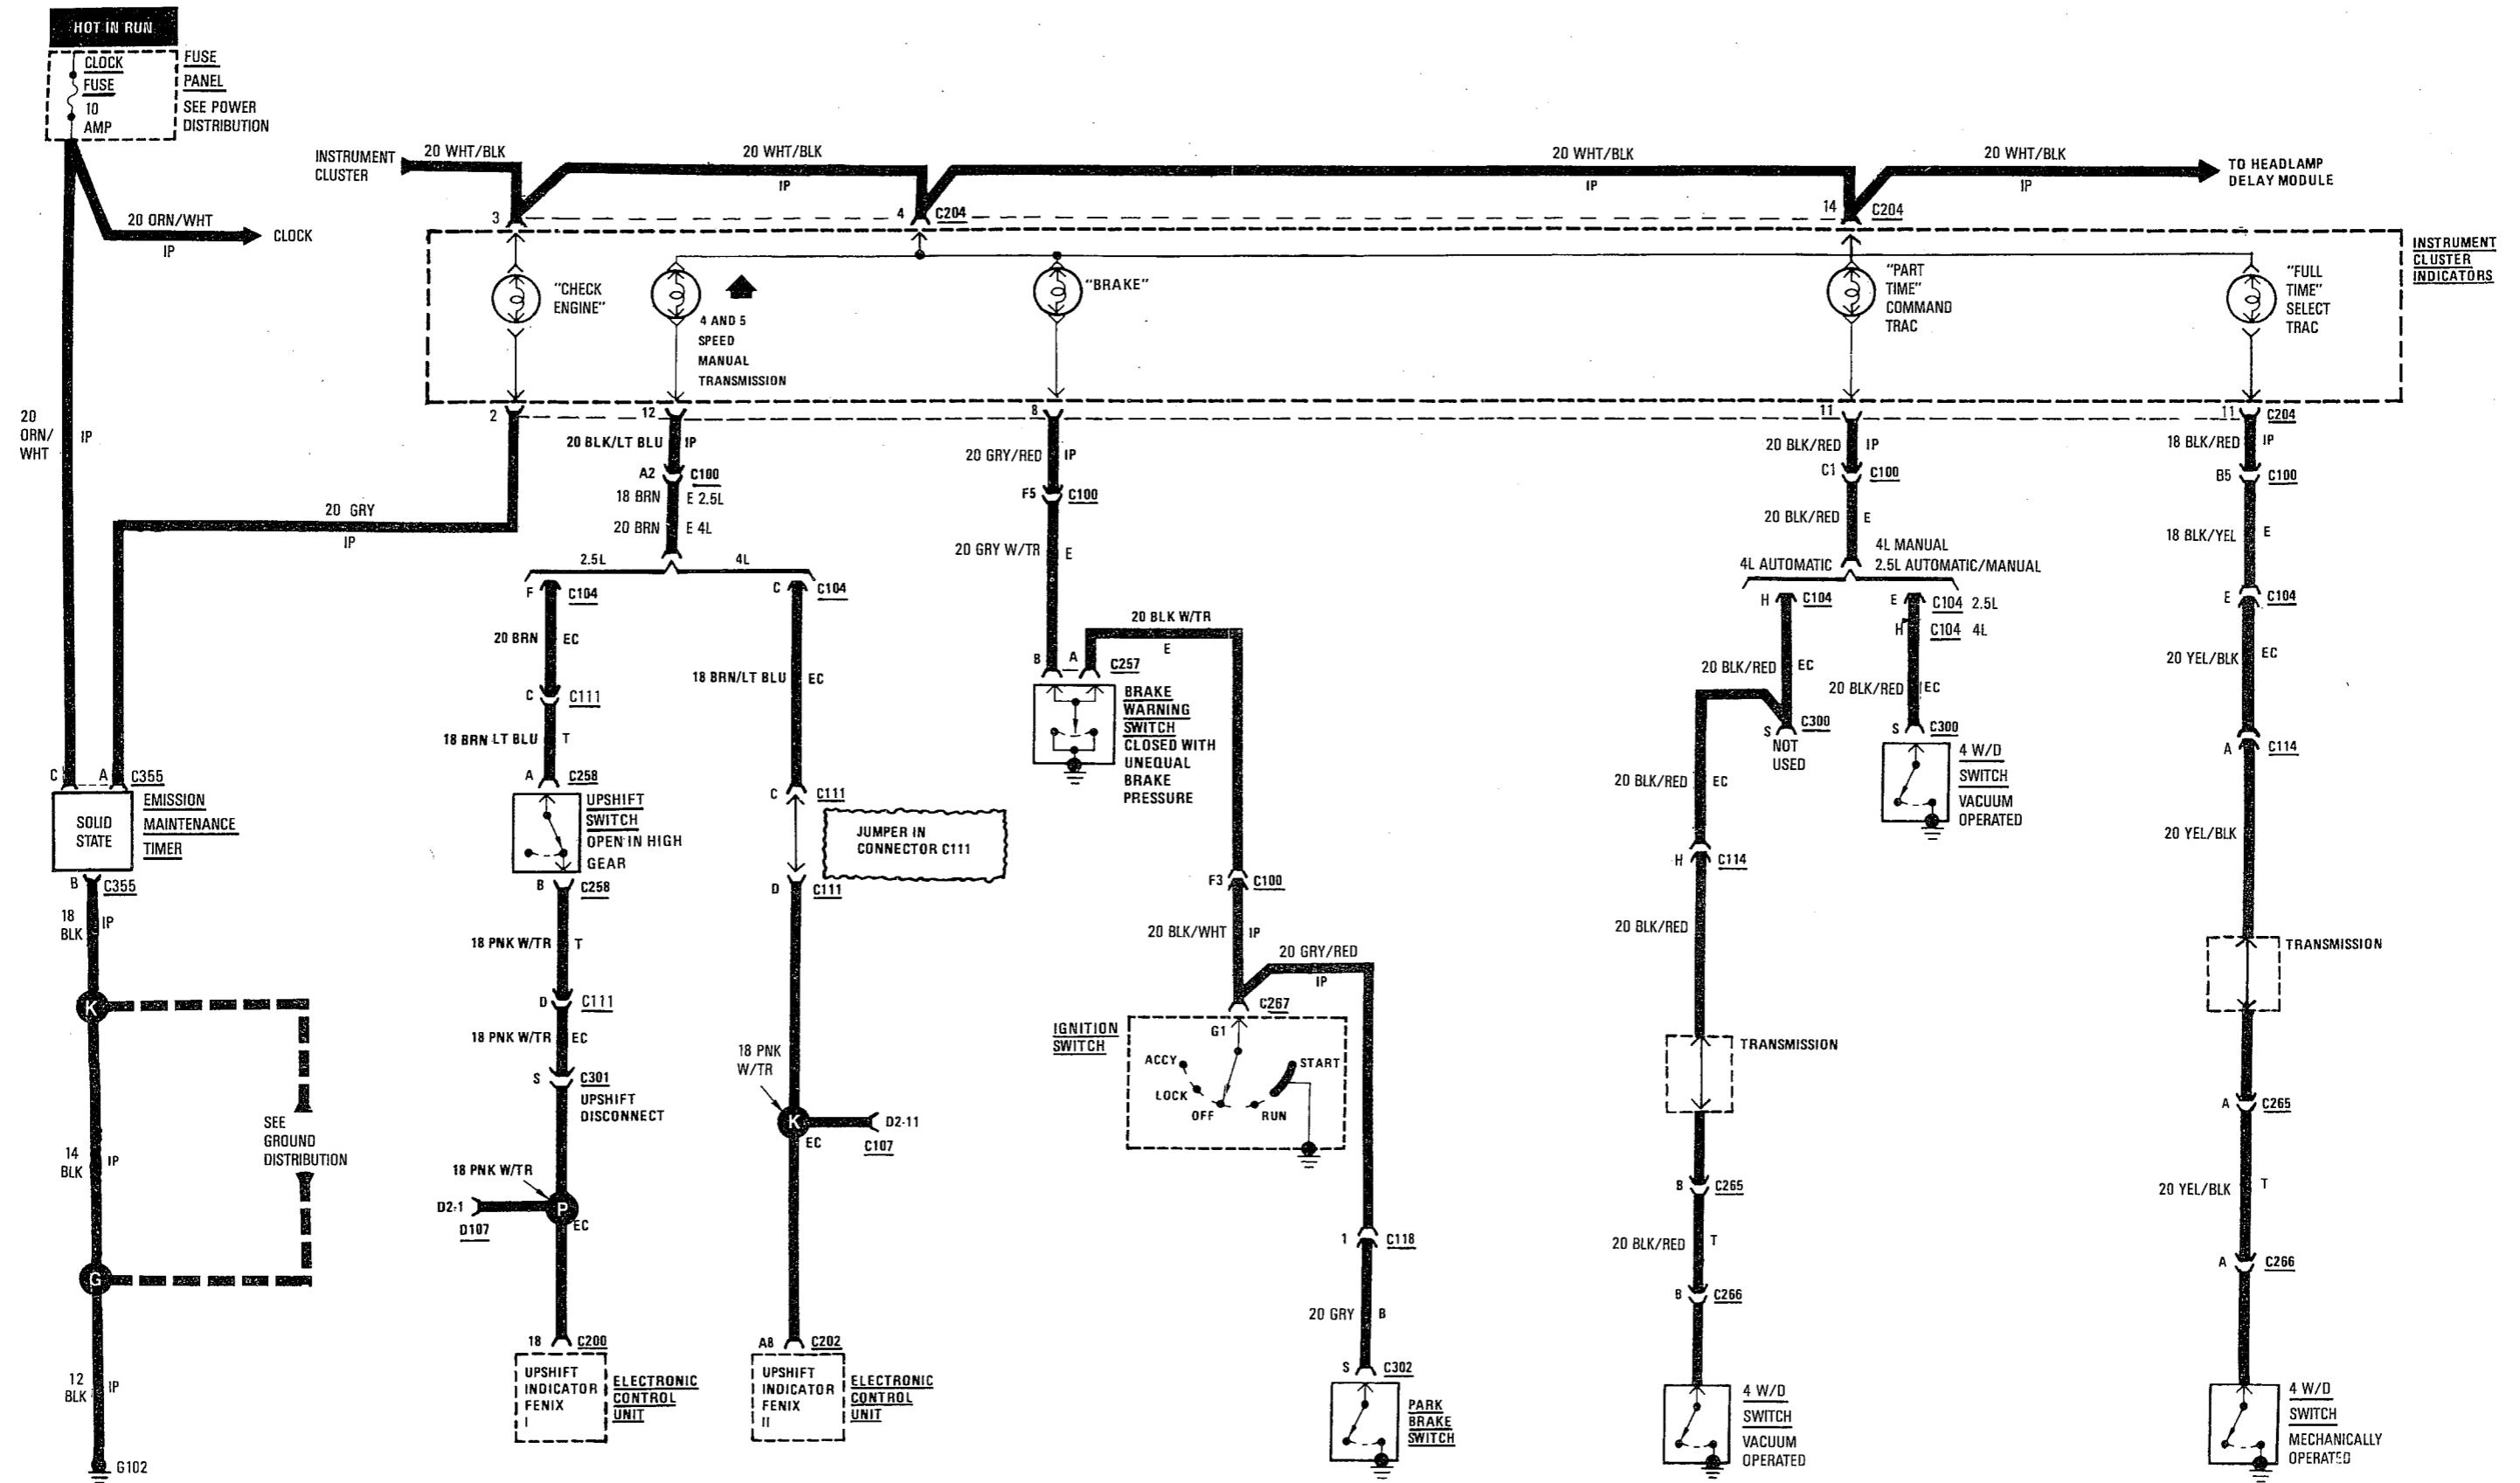 HOT IN RUN
CLOCK
FUSE
10
AMP
FUSE
PANEL
SEE POWER
DISTRIBUTION
20 ORN/WHT
IP
CLOCK
INSTRUMENT
CLUSTER
20 WHT/BLK
20 WHT/BLK
IP
20 WHT/BLK
IP
20 WHT/BLK
IP
TO HEADLAMP
DELAY MODULE
3
4
C204
14
C204
INSTRUMENT
CLUSTER
INDICATORS
"CHECK
ENGINE"
4 AND 5
SPEED
MANUAL
TRANSMISSION
"BRAKE"
"PART
TIME"
COMMAND
TRAC
"FULL
TIME"
SELECT
TRAC
2
12
8
11
11
C204
20
ORN/
WHT
IP
20 GRY
IP
C
A
C355
SOLID
STATE
EMISSION
MAINTENANCE
TIMER
B
C355
18
BLK
IP
K
SEE
GROUND
DISTRIBUTION
14
BLK
IP
G
12
BLK
IP
G102
20 BLK/LT BLU
IP
A2
C100
18 BRN
E 2.5L
20 BRN
E 4L
2.5L
4L
F
C104
20 BRN
EC
C
C111
18 BRN LT BLU
T
A
C258
UPSHIFT
SWITCH
OPEN IN HIGH
GEAR
B
C258
18 PNK W/TR
T
D
C111
18 PNK W/TR
EC
S
C301
UPSHIFT
DISCONNECT
18 PNK W/TR
D2-1
D107
P
EC
18
C200
UPSHIFT
INDICATOR
FENIX
I
ELECTRONIC
CONTROL
UNIT
C
C104
18 BRN/LT BLU
EC
C
C111
JUMPER IN
CONNECTOR C111
D
C111
18 PNK
W/TR
K
EC
D2-11
C107
A8
C202
UPSHIFT
INDICATOR
FENIX
II
ELECTRONIC
CONTROL
UNIT
20 GRY/RED
IP
F5
C100
20 GRY W/TR
E
20 BLK W/TR
E
B
A
C257
BRAKE
WARNING
SWITCH
CLOSED WITH
UNEQUAL
BRAKE
PRESSURE
F3
C100
20 BLK/WHT
IP
20 GRY/RED
IP
C267
IGNITION
SWITCH
G1
ACCY
LOCK
OFF
RUN
START
1
C118
20 GRY
B
S
C302
PARK
BRAKE
SWITCH
20 BLK/RED
IP
C1
C100
20 BLK/RED
E
4L AUTOMATIC
4L MANUAL
2.5L AUTOMATIC/MANUAL
H
C104
E
C104 2.5L
H
C104 4L
20 BLK/RED
EC
20 BLK/RED
EC
S
C300
NOT
USED
S
C300
4 W/D
SWITCH
VACUUM
OPERATED
20 BLK/RED
EC
H
C114
20 BLK/RED
TRANSMISSION
B
C265
20 BLK/RED
T
B
C266
4 W/D
SWITCH
VACUUM
OPERATED
18 BLK/RED
IP
B5
C100
18 BLK/YEL
E
E
C104
20 YEL/BLK
EC
A
C114
20 YEL/BLK
TRANSMISSION
A
C265
20 YEL/BLK
T
A
C266
4 W/D
SWITCH
MECHANICALLY
OPERATED